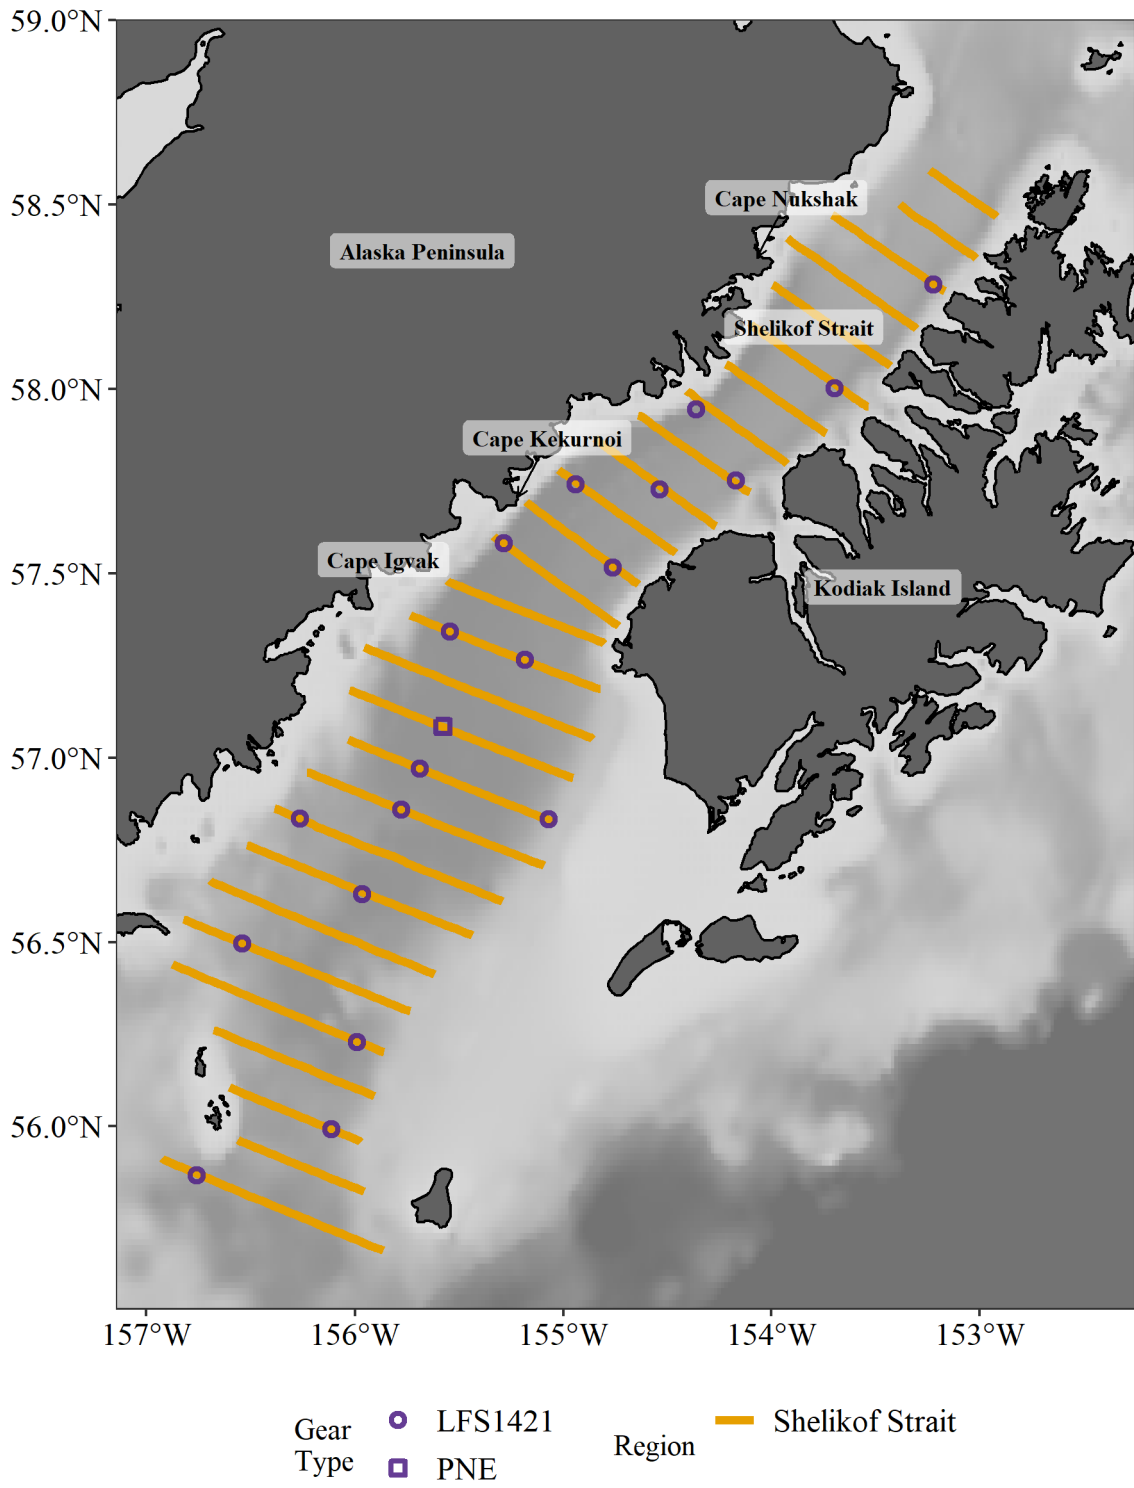 59.0°N
58.5°N
58.0°N
57.5°N
57.0°N
56.5°N
56.0°N
Cape Nukshak
Alaska Peninsula
Shelikof Strait
Cape Kekurnoi
Cape Igvak
Kodiak Island
157°W
156°W
155°W
154°W
153°W
Gear
Type
LFS1421
PNE
Region
Shelikof Strait